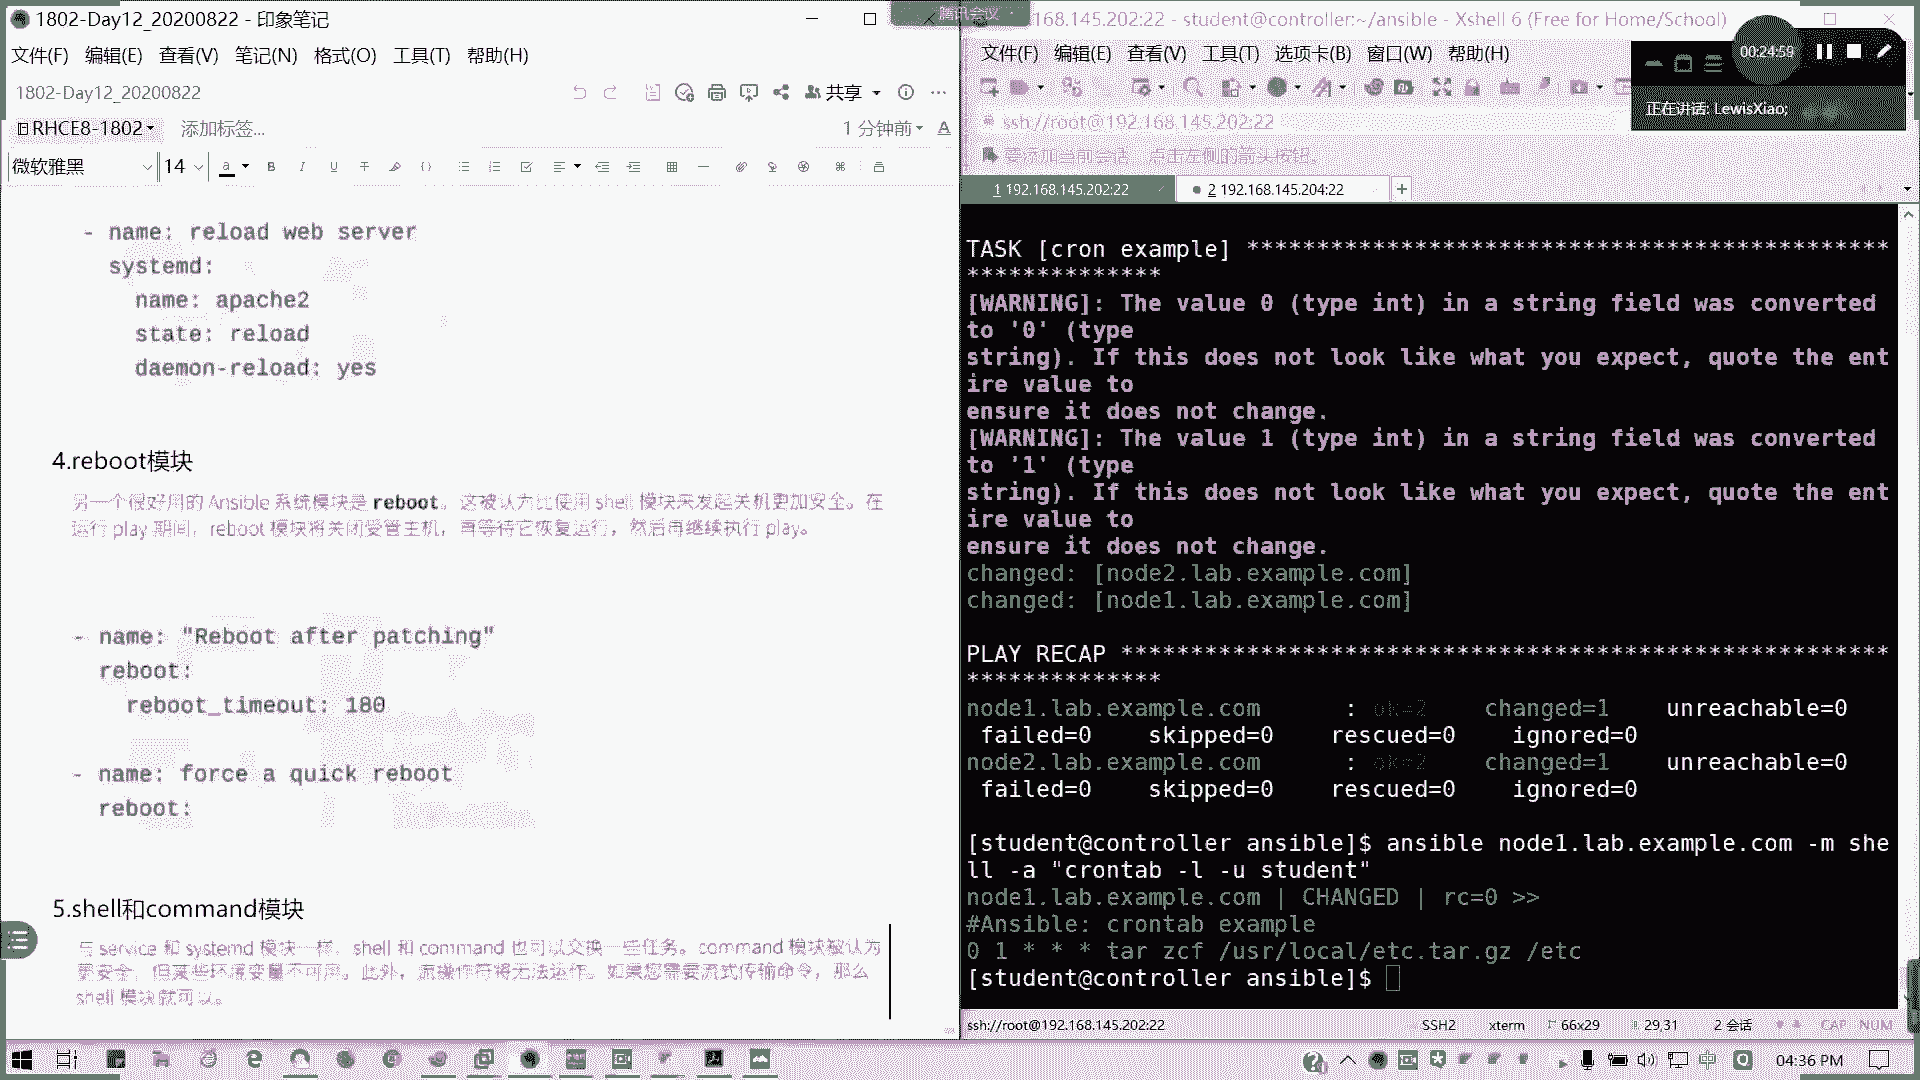 1802-Day12_20200822 - 印象笔记
文件(F) 编辑(E) 查看(V) 笔记(N) 格式(O) 工具(T) 帮助(H)
1802-Day12_20200822
共享
RHCE8-1802
添加标签...
1 分钟前
微软雅黑
14
- name: reload web server
systemd:
name: apache2
state: reload
daemon-reload: yes
4.reboot模块
另一个很好用的 Ansible 系统模块是 reboot。这被认为比使用 shell 模块来发起关机更加安全。在
运行 play 期间，reboot 模块将关闭受管主机，再等待它恢复运行，然后再继续执行 play。
- name: "Reboot after patching"
reboot:
reboot_timeout: 180
- name: force a quick reboot
reboot:
5.shell和command模块
与 service 和 systemd 模块一样，shell 和 command 也可以交换一些任务。command 模块被认为
更安全，但某些环境变量不可用。此外，流操作符将无法运作。如果您需要流式传输命令，那么
shell 模块就可以。
腾讯会议
168.145.202:22 - student@controller:~/ansible - Xshell 6 (Free for Home/School)
文件(F) 编辑(E) 查看(V) 工具(T) 选项卡(B) 窗口(W) 帮助(H)
00:24:59
正在讲话: LewisXiao;
ssh://root@192.168.145.202:22
要添加当前会话，点击左侧的箭头按钮。
1 192.168.145.202:22
2 192.168.145.204:22
TASK [cron example] ***********************************************
**************
[WARNING]: The value 0 (type int) in a string field was converted
to '0' (type
string). If this does not look like what you expect, quote the ent
ire value to
ensure it does not change.
[WARNING]: The value 1 (type int) in a string field was converted
to '1' (type
string). If this does not look like what you expect, quote the ent
ire value to
ensure it does not change.
changed: [node2.lab.example.com]
changed: [node1.lab.example.com]
PLAY RECAP ********************************************************
**************
node1.lab.example.com : ok=2 changed=1 unreachable=0
failed=0 skipped=0 rescued=0 ignored=0
node2.lab.example.com : ok=2 changed=1 unreachable=0
failed=0 skipped=0 rescued=0 ignored=0
[student@controller ansible]$ ansible node1.lab.example.com -m she
ll -a "crontab -l -u student"
node1.lab.example.com | CHANGED | rc=0 >>
#Ansible: crontab example
0 1 * * * tar zcf /usr/local/etc.tar.gz /etc
[student@controller ansible]$
ssh://root@192.168.145.202:22
SSH2
xterm
66x29
29,31
2 会话
CAP NUM
04:36 PM